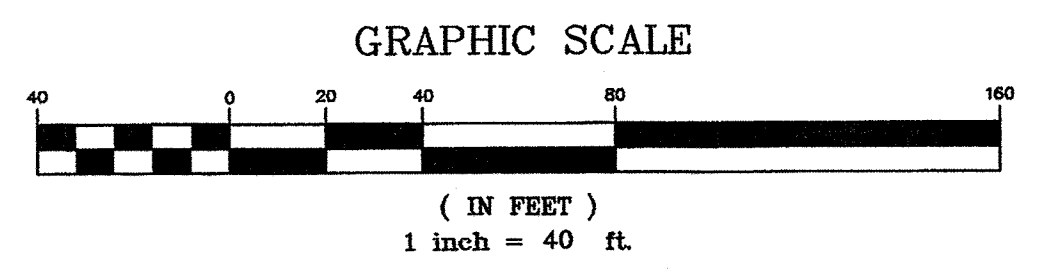 GRAPHIC SCALE
40 0 20 40 80 160
( IN FEET )
1 inch = 40 ft.